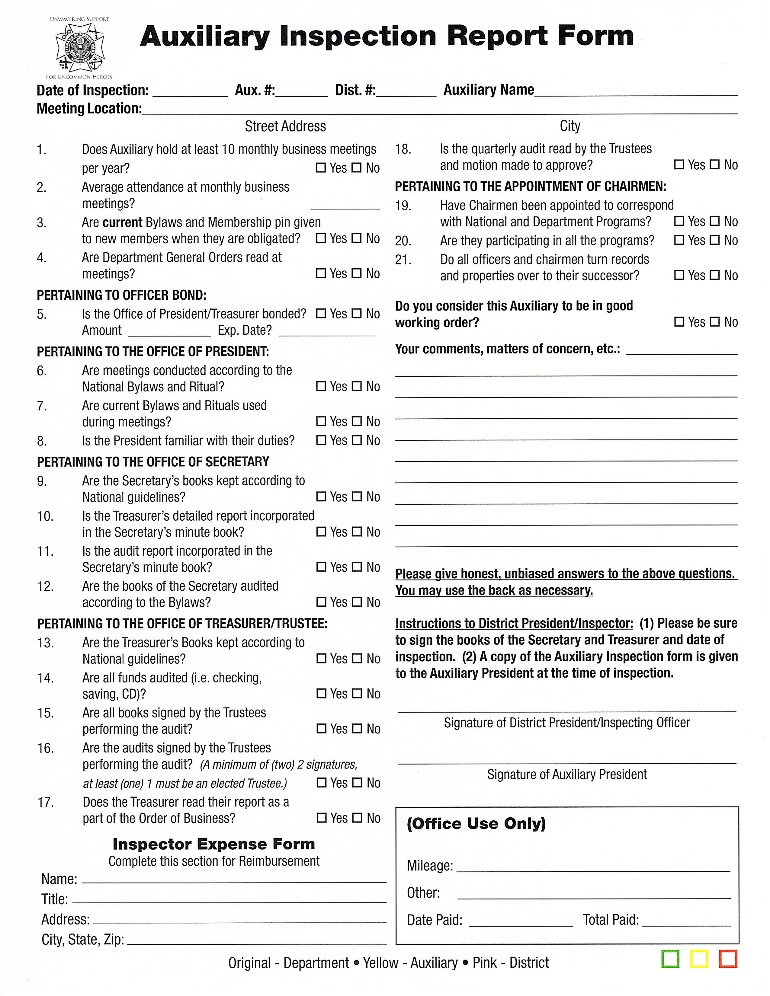 UNWAVERING SUPPORT
FOR UNCOMMON HEROES
Auxiliary Inspection Report Form
Date of Inspection: Aux. #: Dist. #: Auxiliary Name
Meeting Location:
Street Address City
1. Does Auxiliary hold at least 10 monthly business meetings
per year? ☐ Yes ☐ No
2. Average attendance at monthly business
meetings?
3. Are current Bylaws and Membership pin given
to new members when they are obligated? ☐ Yes ☐ No
4. Are Department General Orders read at
meetings? ☐ Yes ☐ No
PERTAINING TO OFFICER BOND:
5. Is the Office of President/Treasurer bonded? ☐ Yes ☐ No
Amount Exp. Date?
PERTAINING TO THE OFFICE OF PRESIDENT:
6. Are meetings conducted according to the
National Bylaws and Ritual? ☐ Yes ☐ No
7. Are current Bylaws and Rituals used
during meetings? ☐ Yes ☐ No
8. Is the President familiar with their duties? ☐ Yes ☐ No
PERTAINING TO THE OFFICE OF SECRETARY
9. Are the Secretary's books kept according to
National guidelines? ☐ Yes ☐ No
10. Is the Treasurer's detailed report incorporated
in the Secretary's minute book? ☐ Yes ☐ No
11. Is the audit report incorporated in the
Secretary's minute book? ☐ Yes ☐ No
12. Are the books of the Secretary audited
according to the Bylaws? ☐ Yes ☐ No
PERTAINING TO THE OFFICE OF TREASURER/TRUSTEE:
13. Are the Treasurer's Books kept according to
National guidelines? ☐ Yes ☐ No
14. Are all funds audited (i.e. checking,
saving, CD)? ☐ Yes ☐ No
15. Are all books signed by the Trustees
performing the audit? ☐ Yes ☐ No
16. Are the audits signed by the Trustees
performing the audit? (A minimum of (two) 2 signatures,
at least (one) 1 must be an elected Trustee.) ☐ Yes ☐ No
17. Does the Treasurer read their report as a
part of the Order of Business? ☐ Yes ☐ No
Inspector Expense Form
Complete this section for Reimbursement
Name:
Title:
Address:
City, State, Zip:
18. Is the quarterly audit read by the Trustees
and motion made to approve? ☐ Yes ☐ No
PERTAINING TO THE APPOINTMENT OF CHAIRMEN:
19. Have Chairmen been appointed to correspond
with National and Department Programs? ☐ Yes ☐ No
20. Are they participating in all the programs? ☐ Yes ☐ No
21. Do all officers and chairmen turn records
and properties over to their successor? ☐ Yes ☐ No
Do you consider this Auxiliary to be in good
working order? ☐ Yes ☐ No
Your comments, matters of concern, etc.:
Please give honest, unbiased answers to the above questions.
You may use the back as necessary.
Instructions to District President/Inspector: (1) Please be sure
to sign the books of the Secretary and Treasurer and date of
inspection. (2) A copy of the Auxiliary Inspection form is given
to the Auxiliary President at the time of inspection.
Signature of District President/Inspecting Officer
Signature of Auxiliary President
(Office Use Only)
Mileage:
Other:
Date Paid: Total Paid:
Original - Department • Yellow - Auxiliary • Pink - District